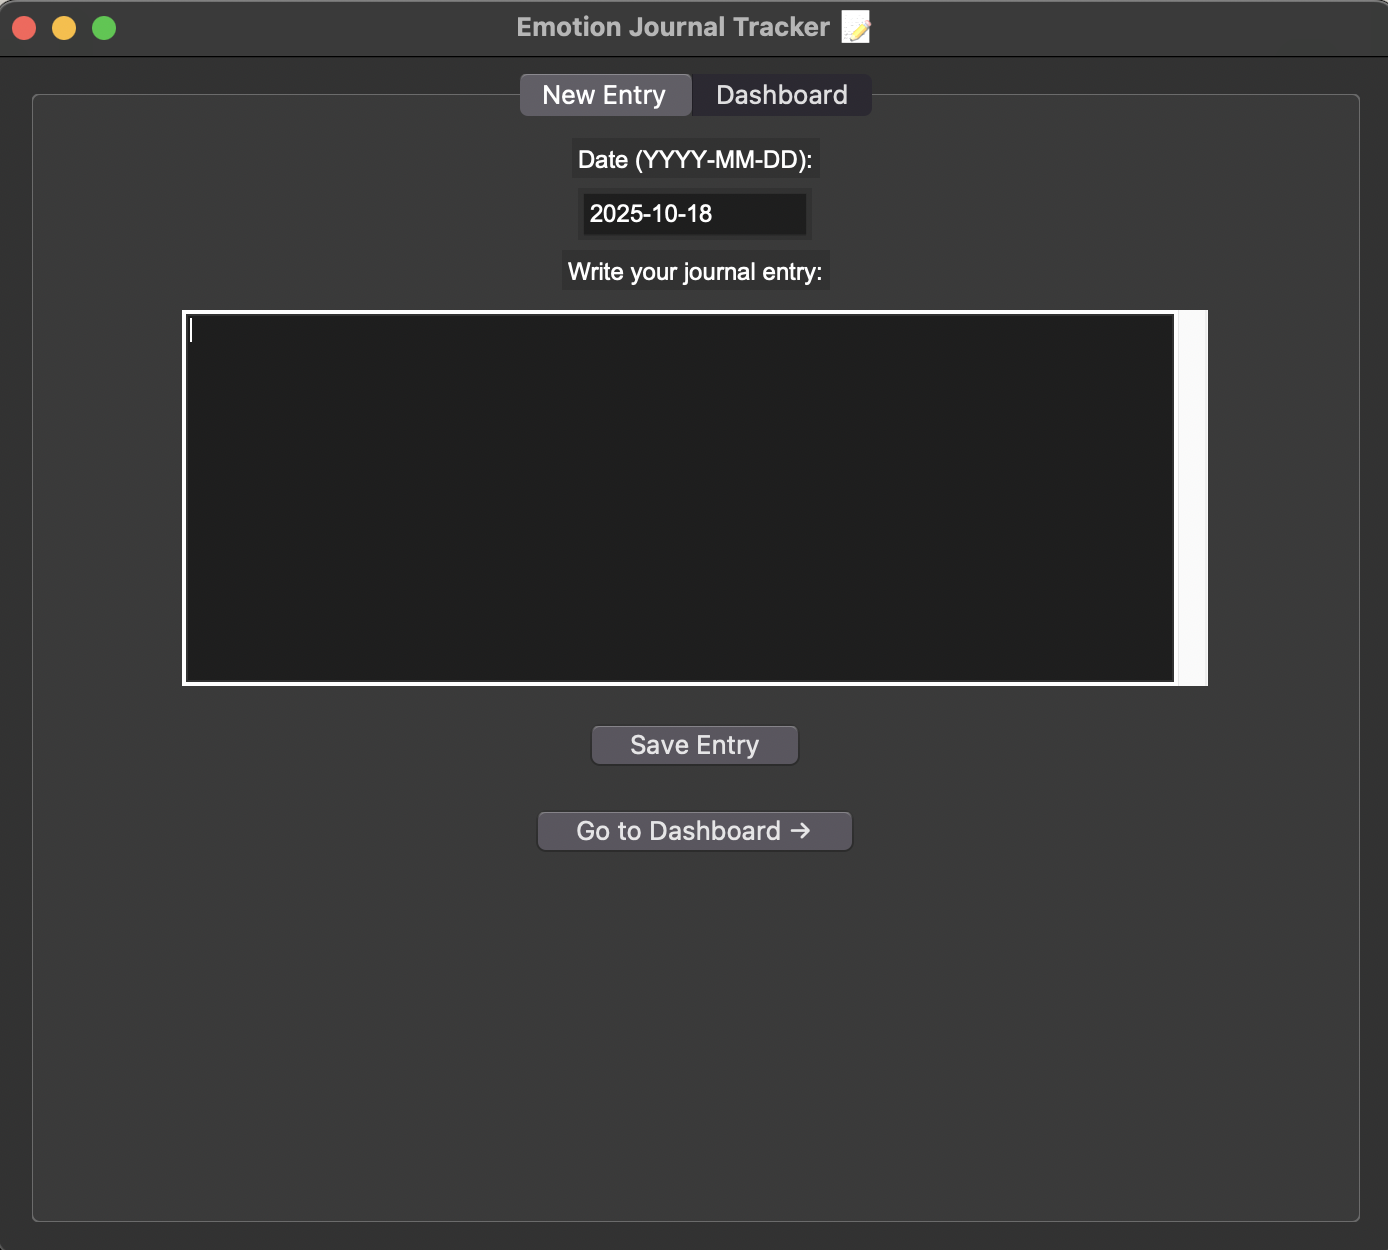 Emotion Journal Tracker 📝
New Entry Dashboard
Date (YYYY-MM-DD):
2025-10-18
Write your journal entry:
Save Entry
Go to Dashboard →